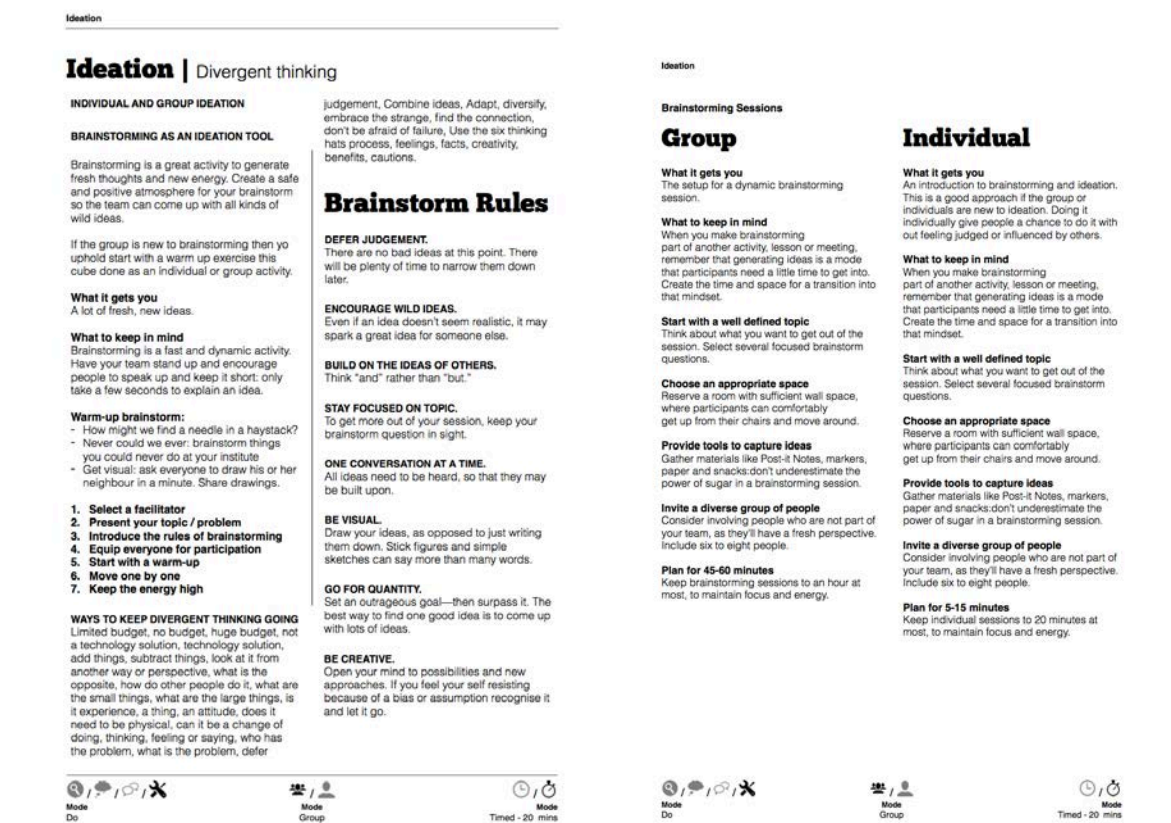 Ideation
Ideation | Divergent thinking
INDIVIDUAL AND GROUP IDEATION
BRAINSTORMING AS AN IDEATION TOOL
Brainstorming is a great activity to generate
fresh thoughts and new energy. Create a safe
and positive atmosphere for your brainstorm
so the team can come up with all kinds of
wild ideas.
If the group is new to brainstorming then yo
uphold start with a warm up exercise this
cube done as an individual or group activity.
What it gets you
A lot of fresh, new ideas.
What to keep in mind
Brainstorming is a fast and dynamic activity.
Have your team stand up and encourage
people to speak up and keep it short: only
take a few seconds to explain an idea.
Warm-up brainstorm:
- How might we find a needle in a haystack?
- Never could we ever: brainstorm things
you could never do at your institute
- Get visual: ask everyone to draw his or her
neighbour in a minute. Share drawings.
1. Select a facilitator
2. Present your topic / problem
3. Introduce the rules of brainstorming
4. Equip everyone for participation
5. Start with a warm-up
6. Move one by one
7. Keep the energy high
WAYS TO KEEP DIVERGENT THINKING GOING
Limited budget, no budget, huge budget, not
a technology solution, technology solution,
add things, subtract things, look at it from
another way or perspective, what is the
opposite, how do other people do it, what are
the small things, what are the large things, is
it experience, a thing, an attitude, does it
need to be physical, can it be a change of
doing, thinking, feeling or saying, who has
the problem, what is the problem, defer
judgement, Combine ideas, Adapt, diversify,
embrace the strange, find the connection,
don't be afraid of failure, Use the six thinking
hats process, feelings, facts, creativity,
benefits, cautions.
Brainstorm Rules
DEFER JUDGEMENT.
There are no bad ideas at this point. There
will be plenty of time to narrow them down
later.
ENCOURAGE WILD IDEAS.
Even if an idea doesn't seem realistic, it may
spark a great idea for someone else.
BUILD ON THE IDEAS OF OTHERS.
Think "and" rather than "but."
STAY FOCUSED ON TOPIC.
To get more out of your session, keep your
brainstorm question in sight.
ONE CONVERSATION AT A TIME.
All ideas need to be heard, so that they may
be built upon.
BE VISUAL.
Draw your ideas, as opposed to just writing
them down. Stick figures and simple
sketches can say more than many words.
GO FOR QUANTITY.
Set an outrageous goal—then surpass it. The
best way to find one good idea is to come up
with lots of ideas.
BE CREATIVE.
Open your mind to possibilities and new
approaches. If you feel your self resisting
because of a bias or assumption recognise it
and let it go.
Mode
Do
Mode
Group
Mode
Timed - 20 mins
Ideation
Brainstorming Sessions
Group
What it gets you
The setup for a dynamic brainstorming
session.
What to keep in mind
When you make brainstorming
part of another activity, lesson or meeting,
remember that generating ideas is a mode
that participants need a little time to get into.
Create the time and space for a transition into
that mindset.
Start with a well defined topic
Think about what you want to get out of the
session. Select several focused brainstorm
questions.
Choose an appropriate space
Reserve a room with sufficient wall space,
where participants can comfortably
get up from their chairs and move around.
Provide tools to capture ideas
Gather materials like Post-it Notes, markers,
paper and snacks:don't underestimate the
power of sugar in a brainstorming session.
Invite a diverse group of people
Consider involving people who are not part of
your team, as they'll have a fresh perspective.
Include six to eight people.
Plan for 45-60 minutes
Keep brainstorming sessions to an hour at
most, to maintain focus and energy.
Individual
What it gets you
An introduction to brainstorming and ideation.
This is a good approach if the group or
individuals are new to ideation. Doing it
individually give people a chance to do it with
out feeling judged or influenced by others.
What to keep in mind
When you make brainstorming
part of another activity, lesson or meeting,
remember that generating ideas is a mode
that participants need a little time to get into.
Create the time and space for a transition into
that mindset.
Start with a well defined topic
Think about what you want to get out of the
session. Select several focused brainstorm
questions.
Choose an appropriate space
Reserve a room with sufficient wall space,
where participants can comfortably
get up from their chairs and move around.
Provide tools to capture ideas
Gather materials like Post-it Notes, markers,
paper and snacks:don't underestimate the
power of sugar in a brainstorming session.
Invite a diverse group of people
Consider involving people who are not part of
your team, as they'll have a fresh perspective.
Include six to eight people.
Plan for 5-15 minutes
Keep individual sessions to 20 minutes at
most, to maintain focus and energy.
Mode
Do
Mode
Group
Mode
Timed - 20 mins